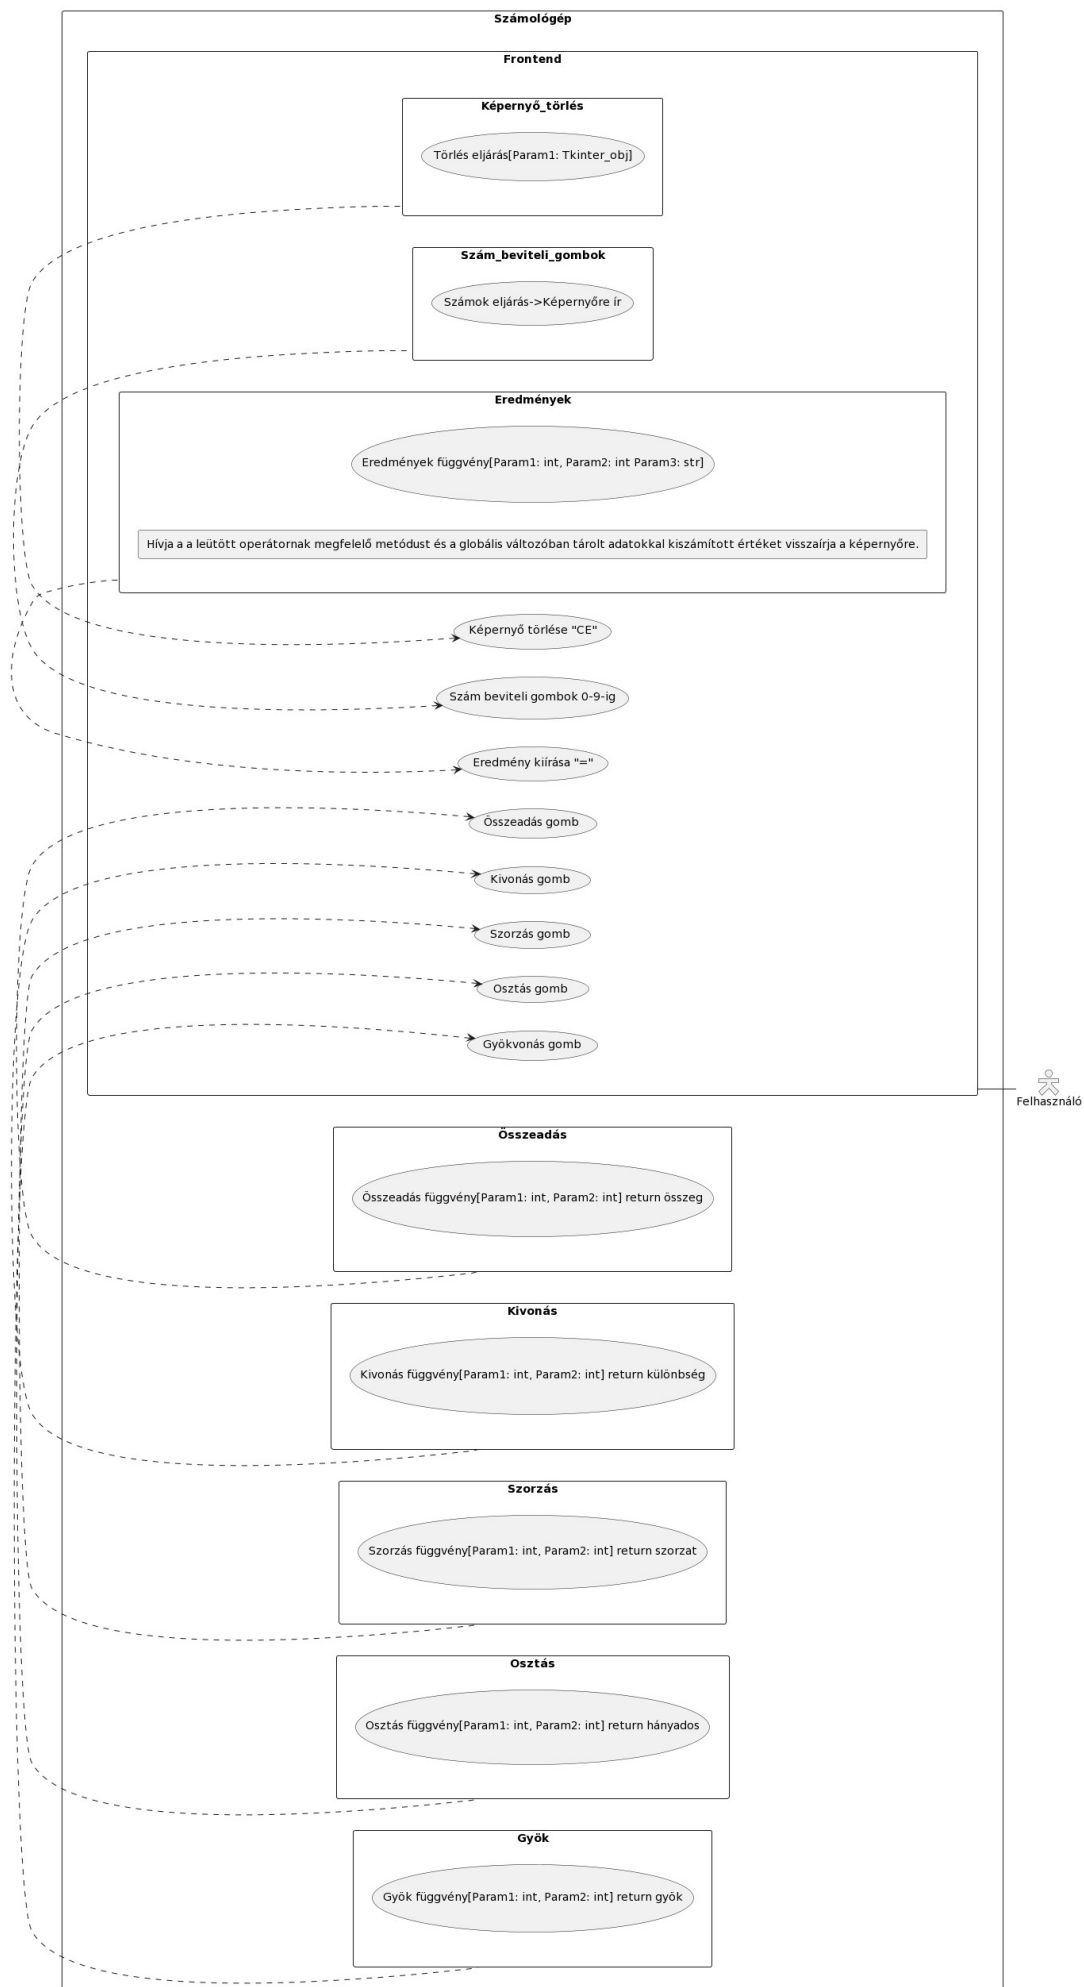 Számológép
Frontend
Képernyő_törlés
Törlés eljárás[Param1: Tkinter_obj]
Szám_beviteli_gombok
Számok eljárás->Képernyőre ír
Eredmények
Eredmények függvény[Param1: int, Param2: int Param3: str]
Hívja a a leütött operátornak megfelelő metódust és a globális változóban tárolt adatokkal kiszámított értéket visszaírja a képernyőre.
Képernyő törlése "CE"
Szám beviteli gombok 0-9-ig
Eredmény kiírása "="
Összeadás gomb
Kivonás gomb
Szorzás gomb
Osztás gomb
Gyökvonás gomb
Felhasználó
Összeadás
Összeadás függvény[Param1: int, Param2: int] return összeg
Kivonás
Kivonás függvény[Param1: int, Param2: int] return különbség
Szorzás
Szorzás függvény[Param1: int, Param2: int] return szorzat
Osztás
Osztás függvény[Param1: int, Param2: int] return hányados
Gyök
Gyök függvény[Param1: int, Param2: int] return gyök